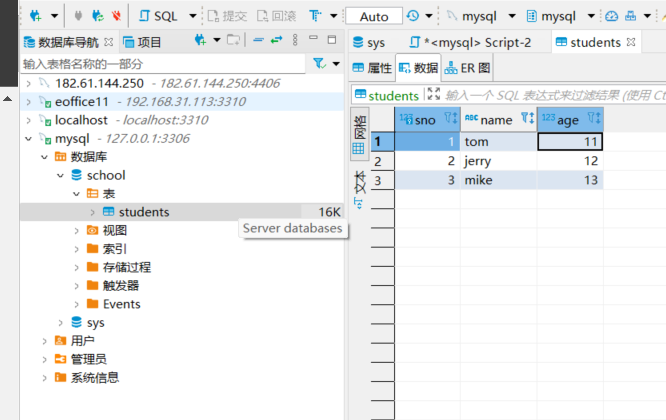 SQL 提交 回滚 Auto mysql mysql
数据库导航 项目
输入表格名称的一部分
182.61.144.250 - 182.61.144.250:4406
eoffice11 - 192.168.31.113:3310
localhost - localhost:3310
mysql - 127.0.0.1:3306
数据库
school
表
students 16K
Server databases
视图
索引
存储过程
触发器
Events
sys
用户
管理员
系统信息
sys *<mysql> Script-2 students
属性 数据 ER 图
students 输入一个 SQL 表达式来过滤结果 (使用 Ct
网格
文本
123 sno ABC name 123 age
1 1 tom 11
2 2 jerry 12
3 3 mike 13